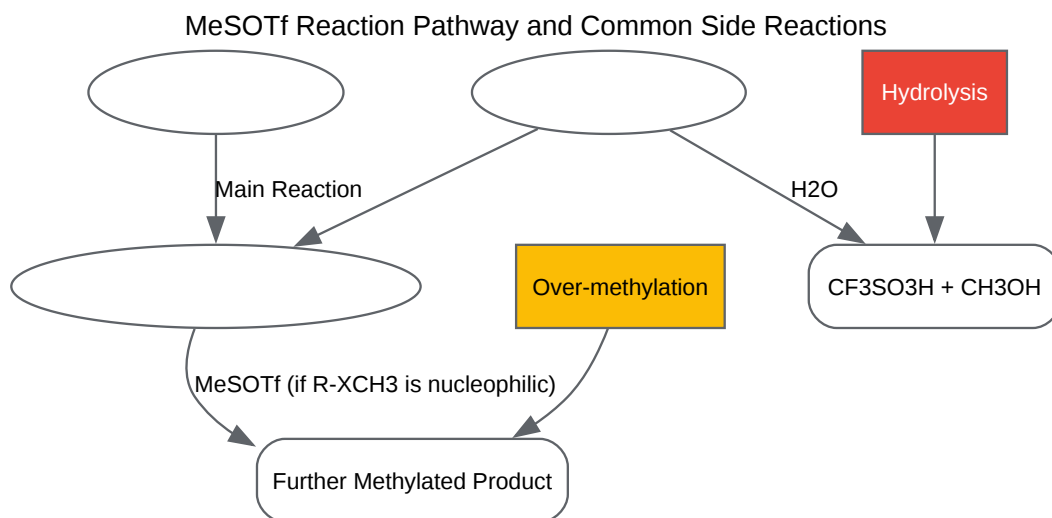 MeSOTf Reaction Pathway and Common Side Reactions
Hydrolysis
Main Reaction
H2O
Over-methylation
CF3SO3H + CH3OH
MeSOTf (if R-XCH3 is nucleophilic)
Further Methylated Product